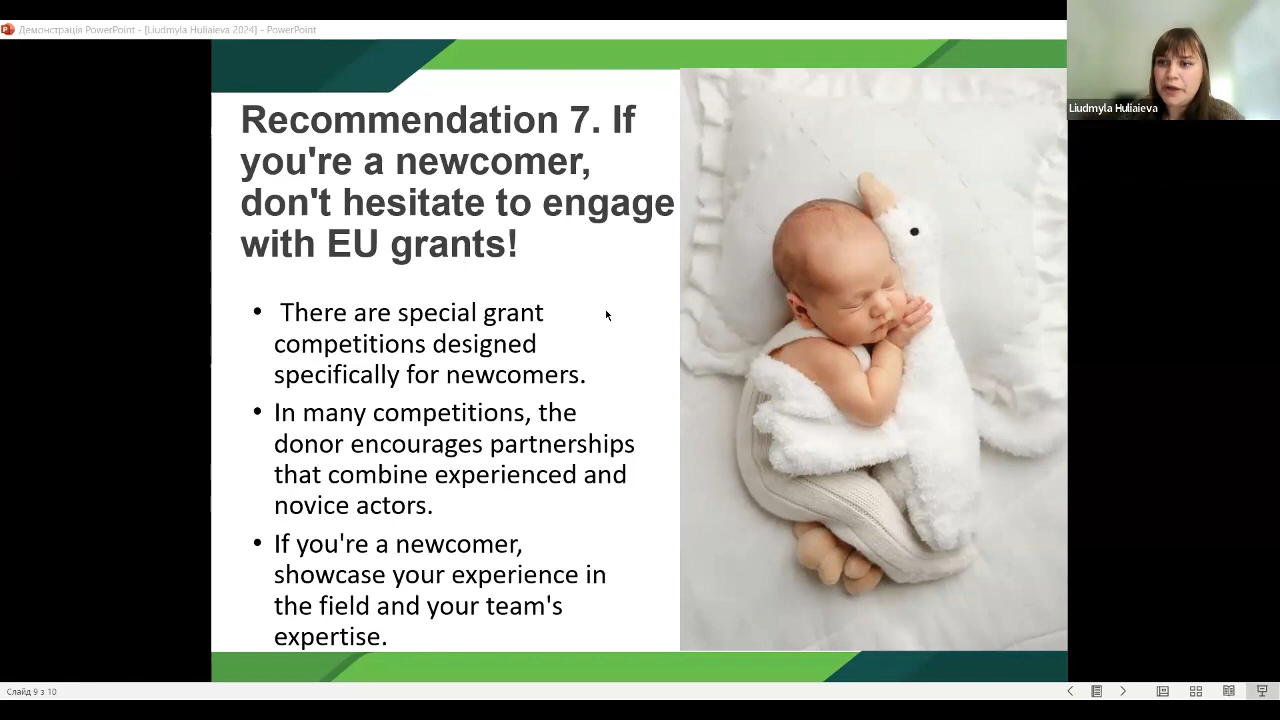 Демонстрація PowerPoint - [Liudmyla Huliaieva 2024] - PowerPoint
Liudmyla Huliaieva
Recommendation 7. If
you're a newcomer,
don't hesitate to engage
with EU grants!
• There are special grant
competitions designed
specifically for newcomers.
• In many competitions, the
donor encourages partnerships
that combine experienced and
novice actors.
• If you're a newcomer,
showcase your experience in
the field and your team's
expertise.
Слайд 9 з 10